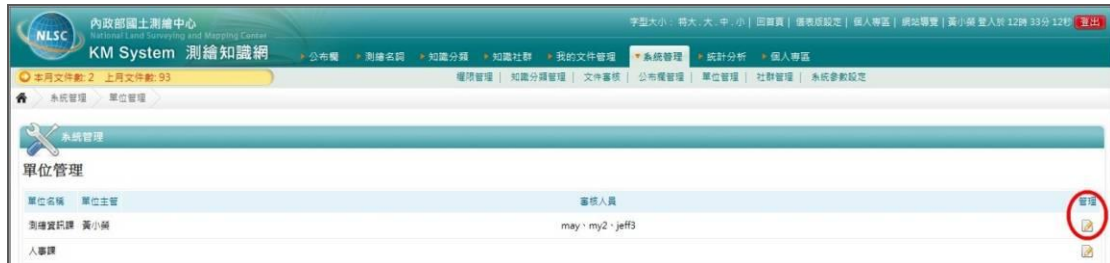 NLSC
內政部國土測繪中心
National Land Surveying and Mapping Center
KM System 測繪知識網
字型大小：特大．大．中．小 | 回首頁 | 儀表版設定 | 個人專區 | 網站導覽 | 黃小縈 登入於 12時 33分 12秒 登出
公布欄 測繪名詞 知識分類 知識社群 我的文件管理 系統管理 統計分析 個人專區
本月文件數: 2 上月文件數: 93
權限管理 | 知識分類管理 | 文件審核 | 公布欄管理 | 單位管理 | 社群管理 | 系統參數設定
系統管理 單位管理
系統管理
單位管理
單位名稱 單位主管 審核人員 管理
測繪資訊課 黃小縈 may、my2、jeff3
人事課